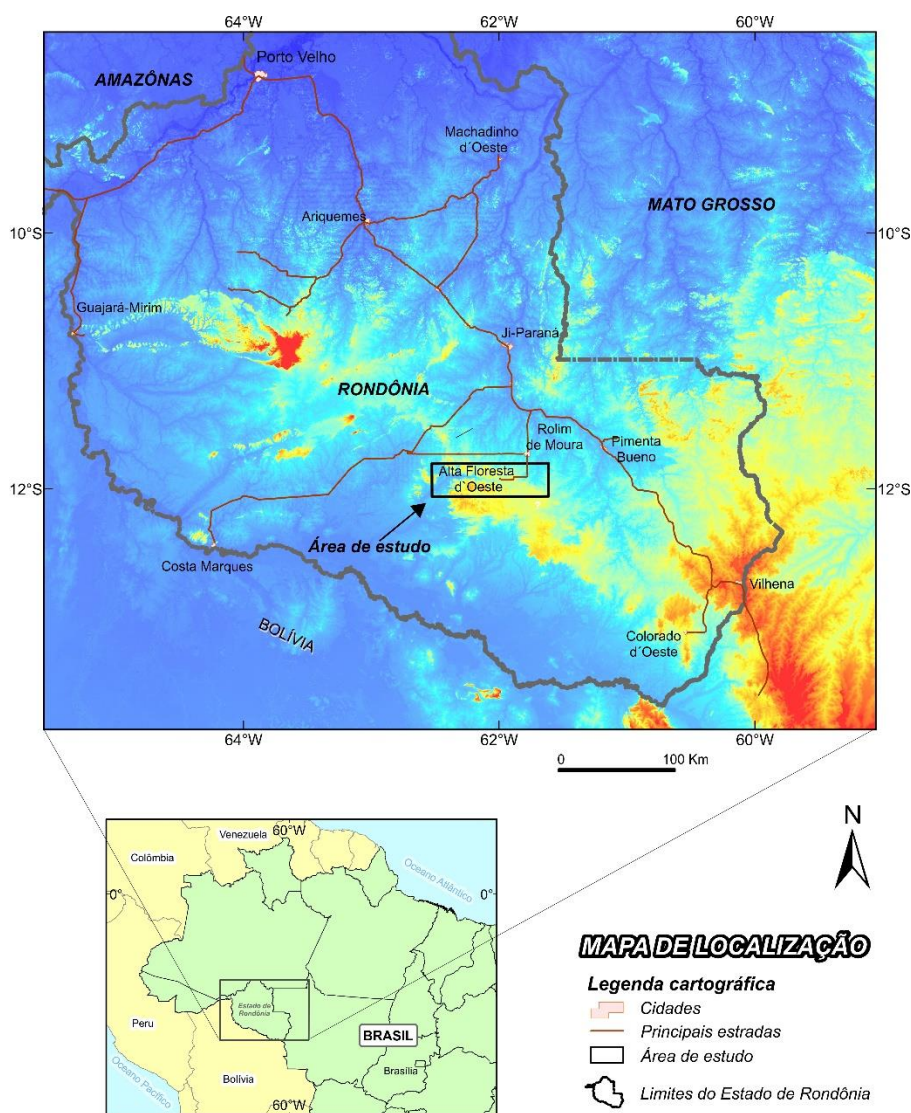 64°W
62°W
60°W
Porto Velho
AMAZÔNAS
Machadinho
d´Oeste
MATO GROSSO
Ariquemes
10°S
10°S
Guajará-Mirim
Ji-Paraná
RONDÔNIA
Rolim
de Moura
Pimenta
Bueno
Alta Floresta
d`Oeste
12°S
12°S
Área de estudo
Costa Marques
Vilhena
BOLÍVIA
Colorado
d´Oeste
64°W
62°W
60°W
0
100 Km
N
60°W
Venezuela
Colômbia
Oceano Atlântico
0°
0°
Estado de
Rondônia
Peru
BRASIL
Brasília
Bolívia
Oceano Pacífico
60°W
MAPA DE LOCALIZAÇÃO
Legenda cartográfica
Cidades
Principais estradas
Área de estudo
Limites do Estado de Rondônia